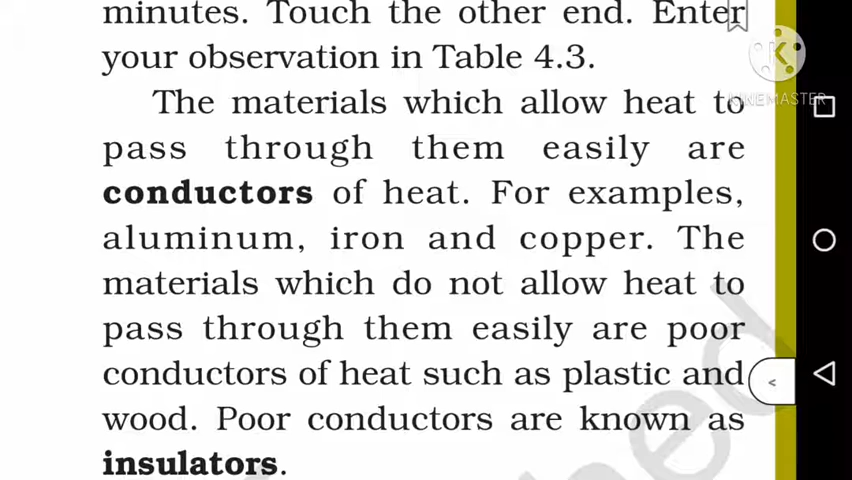 minutes. Touch the other end. Enter
your observation in Table 4.3.
The materials which allow heat to
pass through them easily are
conductors of heat. For examples,
aluminum, iron and copper. The
materials which do not allow heat to
pass through them easily are poor
conductors of heat such as plastic and
wood. Poor conductors are known as
insulators.
KINEMASTER